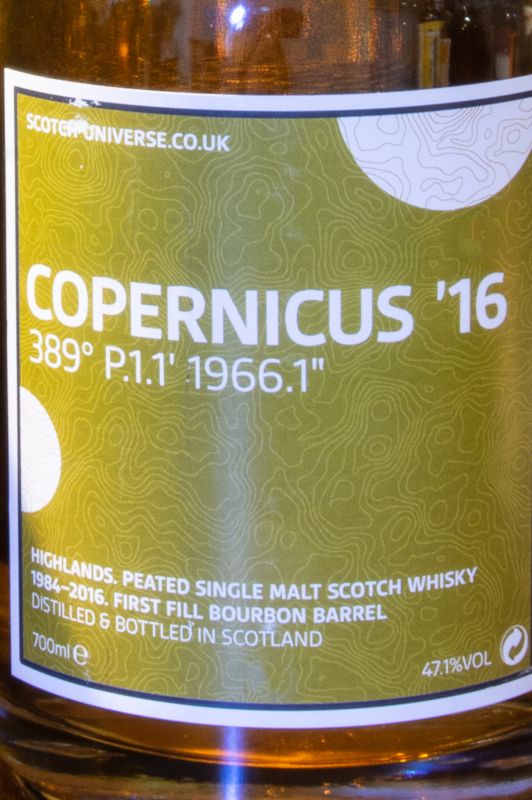 SCOTCH UNIVERSE.CO.UK
COPERNICUS '16
389° P.1.1' 1966.1"
HIGHLANDS. PEATED SINGLE MALT SCOTCH WHISKY
1984–2016. FIRST FILL BOURBON BARREL
DISTILLED & BOTTLED IN SCOTLAND
700ml e
47.1%VOL